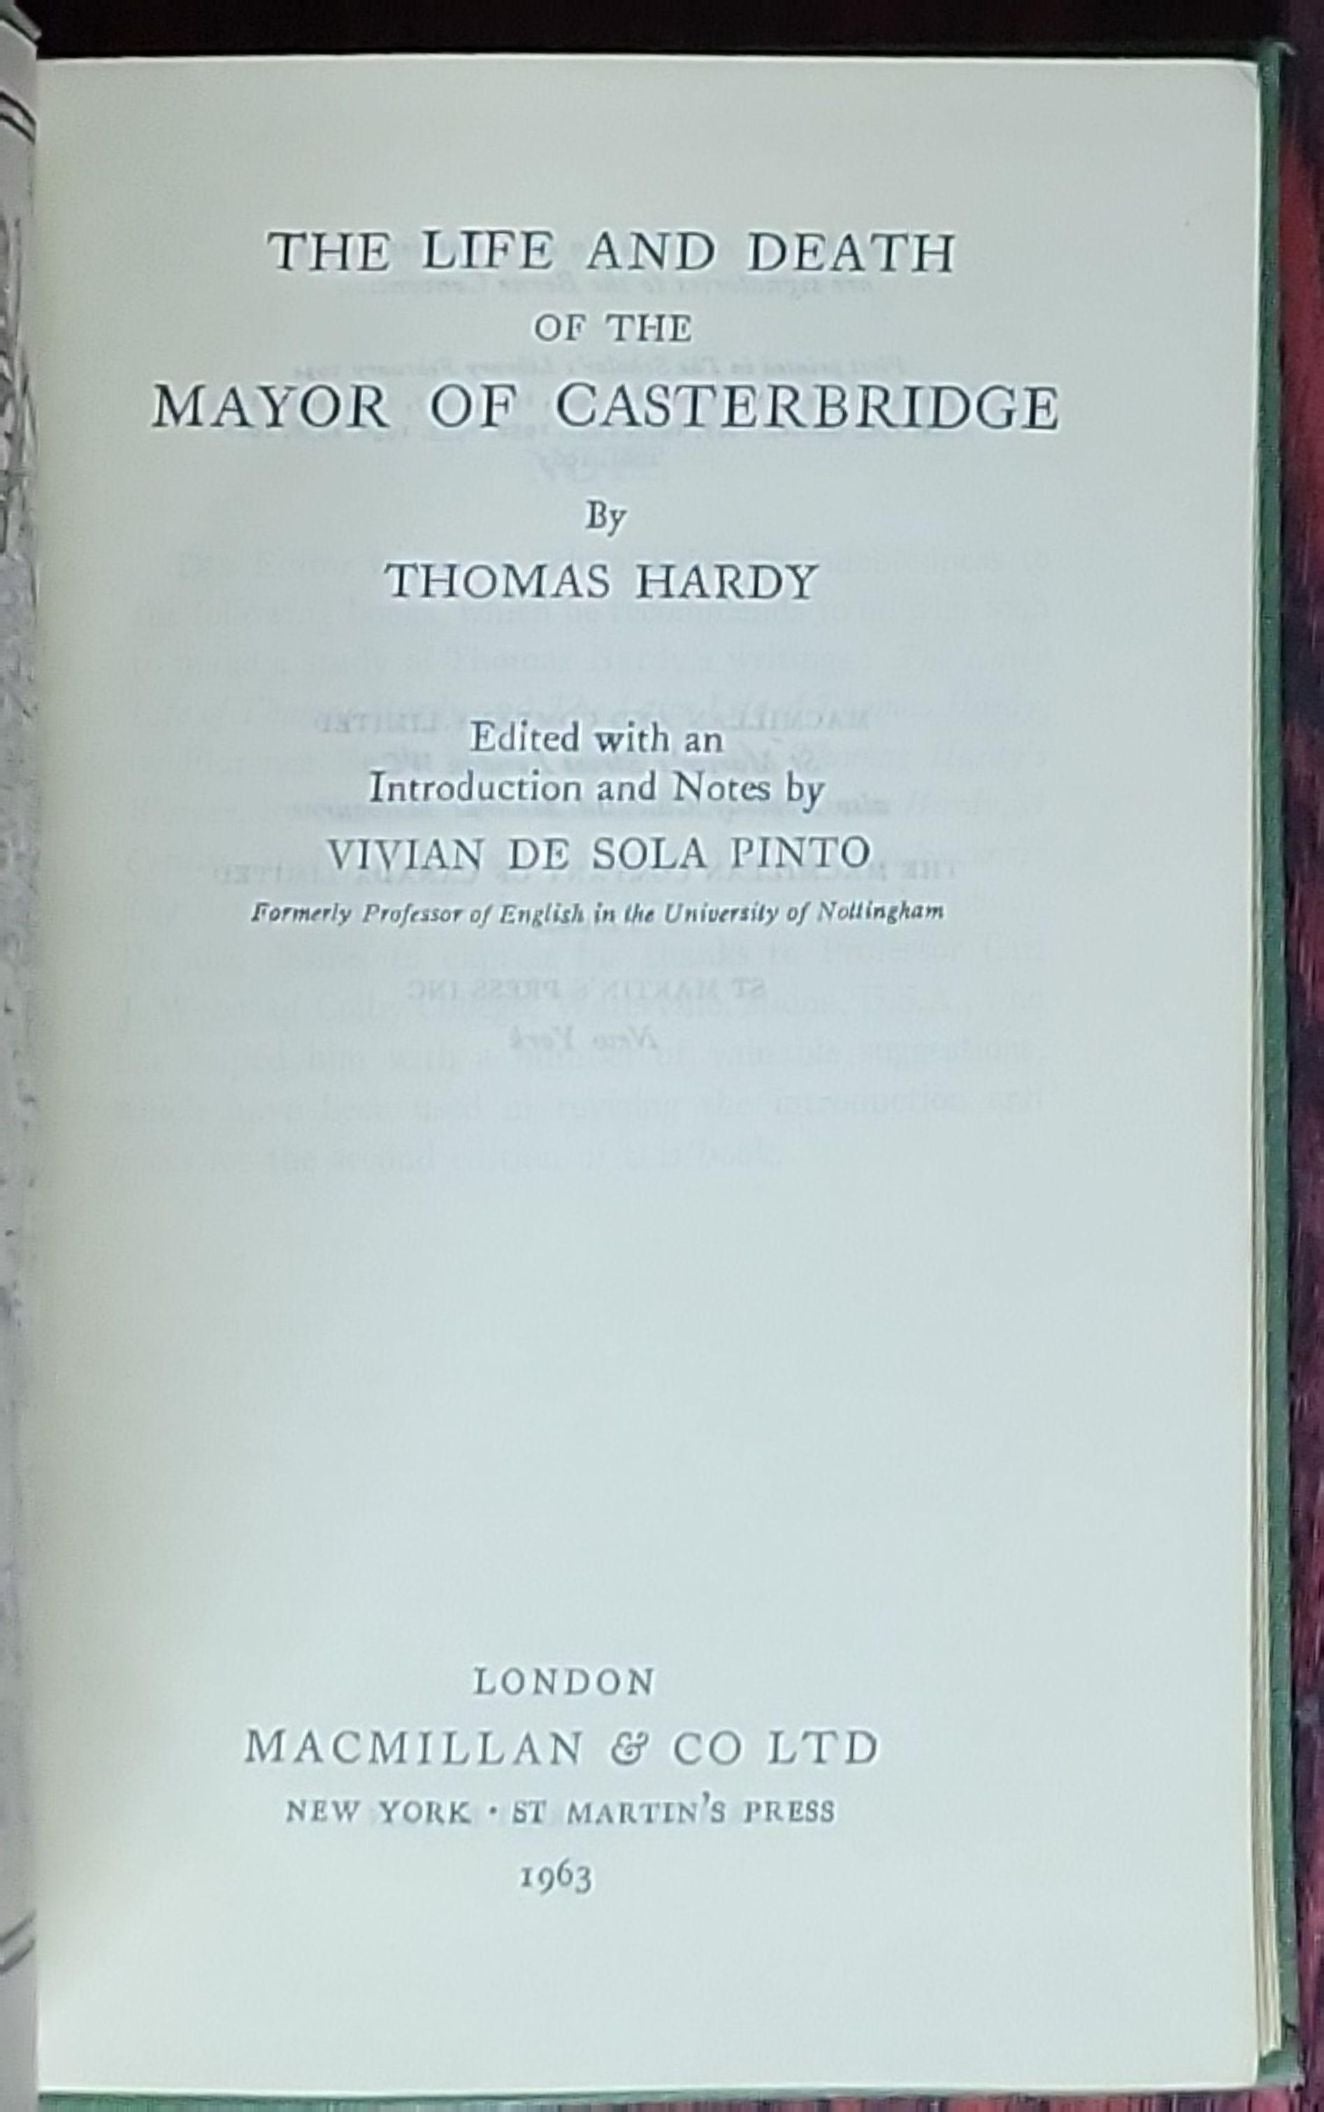 THE LIFE AND DEATH
OF THE
MAYOR OF CASTERBRIDGE
By
THOMAS HARDY
Edited with an
Introduction and Notes by
VIVIAN DE SOLA PINTO
Formerly Professor of English in the University of Nottingham
LONDON
MACMILLAN & CO LTD
NEW YORK · ST MARTIN'S PRESS
1963